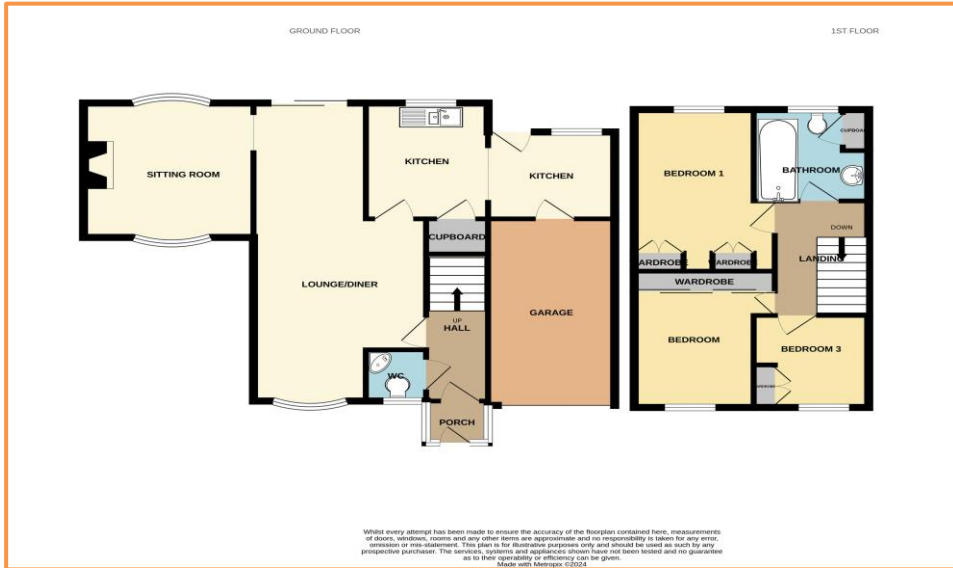 GROUND FLOOR
1ST FLOOR
SITTING ROOM
KITCHEN
KITCHEN
CUPBOARD
LOUNGE/DINER
UP
HALL
GARAGE
WC
PORCH
BEDROOM 1
BATHROOM
CUPBOA
DOWN
LANDING
ARDROBE
WARDROBE
WARDROBE
BEDROOM
BEDROOM 3
Whilst every attempt has been made to ensure the accuracy of the floorplan contained here, measurements
of doors, windows, rooms and any other items are approximate and no responsibility is taken for any error,
omission or mis-statement. This plan is for illustrative purposes only and should be used as such by any
prospective purchaser. The services, systems and appliances shown have not been tested and no guarantee
as to their operability or efficiency can be given.
Made with Metropix ©2024